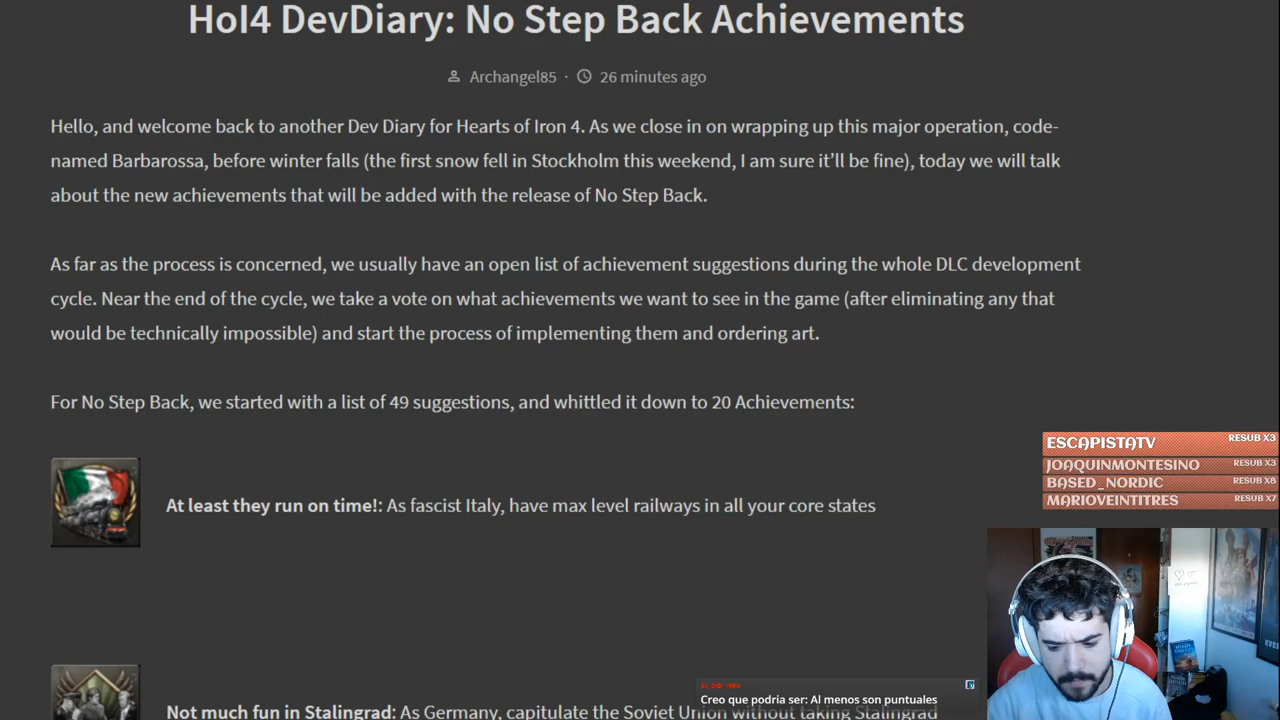 HoI4 DevDiary: No Step Back Achievements
Archangel85 · 26 minutes ago
Hello, and welcome back to another Dev Diary for Hearts of Iron 4. As we close in on wrapping up this major operation, code-
named Barbarossa, before winter falls (the first snow fell in Stockholm this weekend, I am sure it’ll be fine), today we will talk
about the new achievements that will be added with the release of No Step Back.
As far as the process is concerned, we usually have an open list of achievement suggestions during the whole DLC development
cycle. Near the end of the cycle, we take a vote on what achievements we want to see in the game (after eliminating any that
would be technically impossible) and start the process of implementing them and ordering art.
For No Step Back, we started with a list of 49 suggestions, and whittled it down to 20 Achievements:
ESCAPISTATV RESUB X3
JOAQUINMONTESINO RESUB X3
BASED_NORDIC RESUB X6
MARIOVEINTITRES RESUB X7
At least they run on time!: As fascist Italy, have max level railways in all your core states
Creo que podria ser: Al menos son puntuales
Not much fun in Stalingrad: As Germany, capitulate the Soviet Union without taking Stalingrad